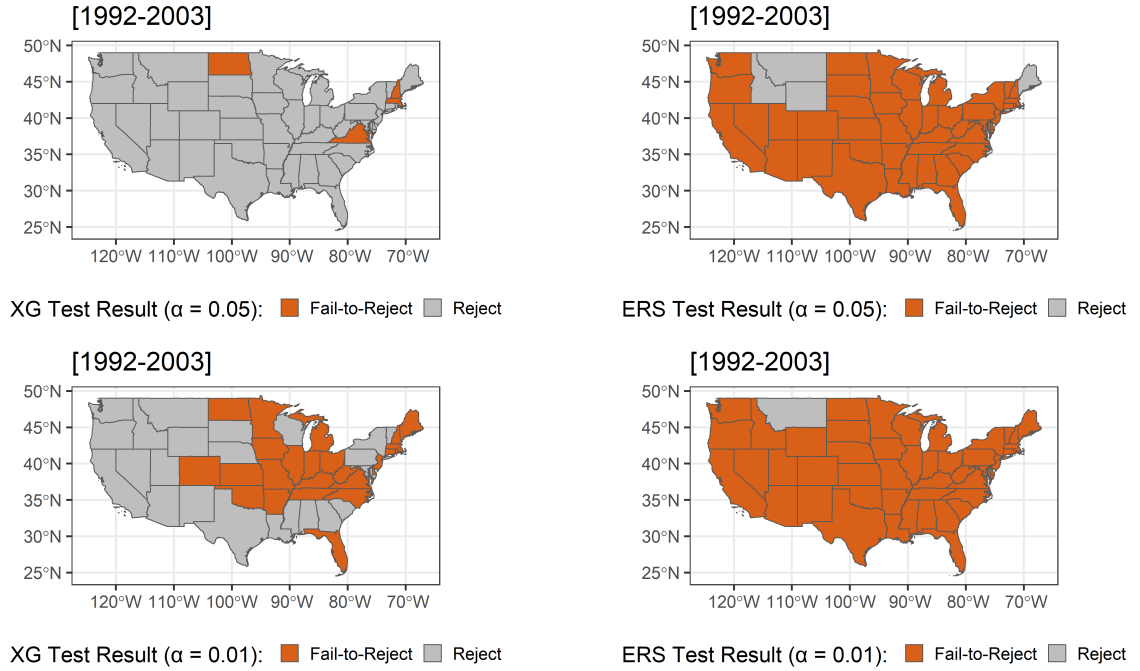 [1992-2003] [1992-2003]
50°N 50°N
45°N 45°N
40°N 40°N
35°N 35°N
30°N 30°N
25°N 25°N
120°W 110°W 100°W 90°W 80°W 70°W 120°W 110°W 100°W 90°W 80°W 70°W
XG Test Result (α = 0.05): Fail-to-Reject Reject ERS Test Result (α = 0.05): Fail-to-Reject Reject
[1992-2003] [1992-2003]
50°N 50°N
45°N 45°N
40°N 40°N
35°N 35°N
30°N 30°N
25°N 25°N
120°W 110°W 100°W 90°W 80°W 70°W 120°W 110°W 100°W 90°W 80°W 70°W
XG Test Result (α = 0.01): Fail-to-Reject Reject ERS Test Result (α = 0.01): Fail-to-Reject Reject